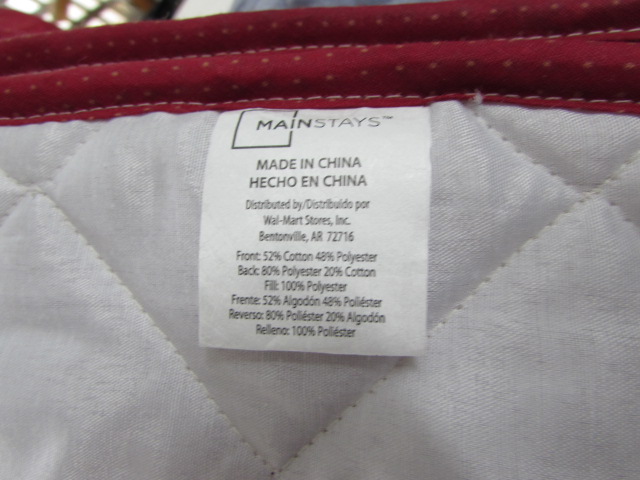 MAINSTAYS™
MADE IN CHINA
HECHO EN CHINA
Distributed by/Distribuido por
Wal-Mart Stores, Inc.
Bentonville, AR 72716
Front: 52% Cotton 48% Polyester
Back: 80% Polyester 20% Cotton
Fill: 100% Polyester
Frente: 52% Algodón 48% Poliéster
Reverso: 80% Poliéster 20% Algodón
Relleno: 100% Poliéster